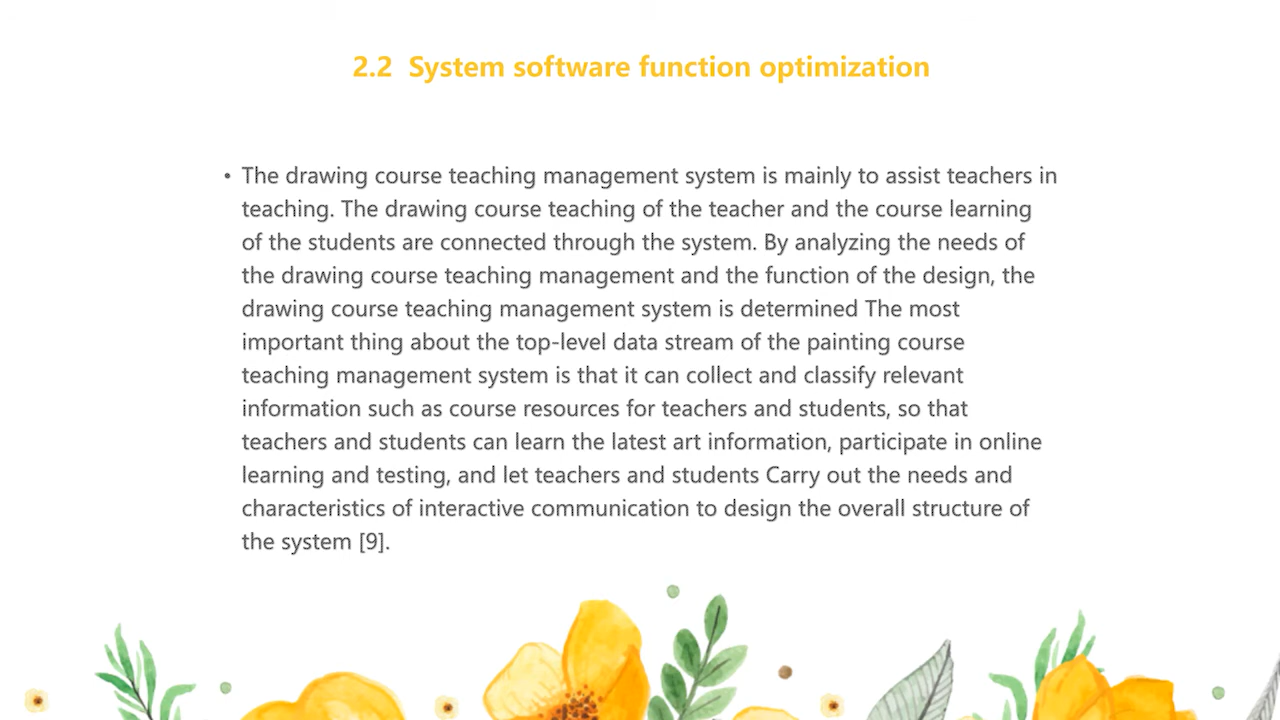 2.2 System software function optimization
• The drawing course teaching management system is mainly to assist teachers in
teaching. The drawing course teaching of the teacher and the course learning
of the students are connected through the system. By analyzing the needs of
the drawing course teaching management and the function of the design, the
drawing course teaching management system is determined The most
important thing about the top-level data stream of the painting course
teaching management system is that it can collect and classify relevant
information such as course resources for teachers and students, so that
teachers and students can learn the latest art information, participate in online
learning and testing, and let teachers and students Carry out the needs and
characteristics of interactive communication to design the overall structure of
the system [9].